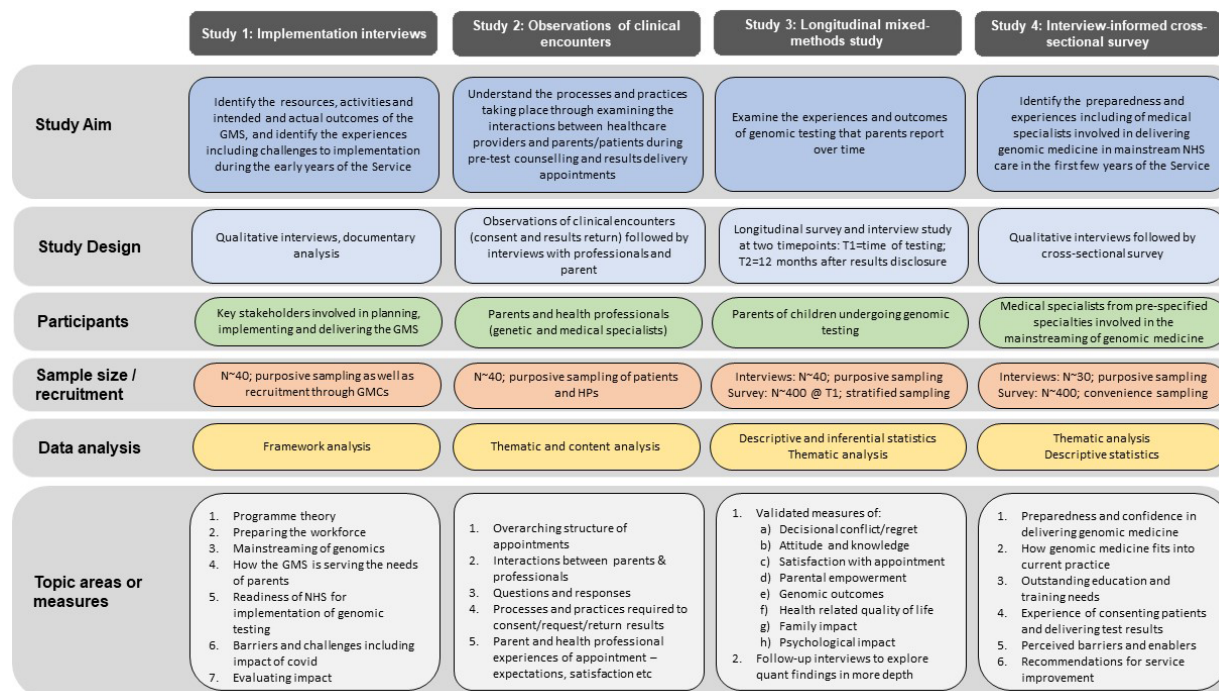 Study 1: Implementation interviews
Study 2: Observations of clinical
encounters
Study 3: Longitudinal mixed-
methods study
Study 4: Interview-informed cross-
sectional survey
Study Aim
Identify the resources, activities and
intended and actual outcomes of the
GMS, and identify the experiences
including challenges to implementation
during the early years of the Service
Understand the processes and practices
taking place through examining the
interactions between healthcare
providers and parents/patients during
pre-test counselling and results delivery
appointments
Examine the experiences and outcomes
of genomic testing that parents report
over time
Identify the preparedness and
experiences including of medical
specialists involved in delivering
genomic medicine in mainstream NHS
care in the first few years of the Service
Study Design
Qualitative interviews, documentary
analysis
Observations of clinical encounters
(consent and results return) followed by
interviews with professionals and
parent
Longitudinal survey and interview study
at two timepoints: T1=time of testing;
T2=12 months after results disclosure
Qualitative interviews followed by
cross-sectional survey
Participants
Key stakeholders involved in planning,
implementing and delivering the GMS
Parents and health professionals
(genetic and medical specialists)
Parents of children undergoing genomic
testing
Medical specialists from pre-specified
specialties involved in the
mainstreaming of genomic medicine
Sample size /
recruitment
N~40; purposive sampling as well as
recruitment through GMCs
N~40; purposive sampling of patients
and HPs
Interviews: N~40; purposive sampling
Survey: N~400 @ T1; stratified sampling
Interviews: N~30; purposive sampling
Survey: N~400; convenience sampling
Data analysis
Framework analysis
Thematic and content analysis
Descriptive and inferential statistics
Thematic analysis
Thematic analysis
Descriptive statistics
Topic areas or
measures
1. Programme theory
2. Preparing the workforce
3. Mainstreaming of genomics
4. How the GMS is serving the needs
of parents
5. Readiness of NHS for
implementation of genomic
testing
6. Barriers and challenges including
impact of covid
7. Evaluating impact
1. Overarching structure of
appointments
2. Interactions between parents &
professionals
3. Questions and responses
4. Processes and practices required to
consent/request/return results
5. Parent and health professional
experiences of appointment –
expectations, satisfaction etc
1. Validated measures of:
a) Decisional conflict/regret
b) Attitude and knowledge
c) Satisfaction with appointment
d) Parental empowerment
e) Genomic outcomes
f) Health related quality of life
g) Family impact
h) Psychological impact
2. Follow-up interviews to explore
quant findings in more depth
1. Preparedness and confidence in
delivering genomic medicine
2. How genomic medicine fits into
current practice
3. Outstanding education and
training needs
4. Experience of consenting patients
and delivering test results
5. Perceived barriers and enablers
6. Recommendations for service
improvement